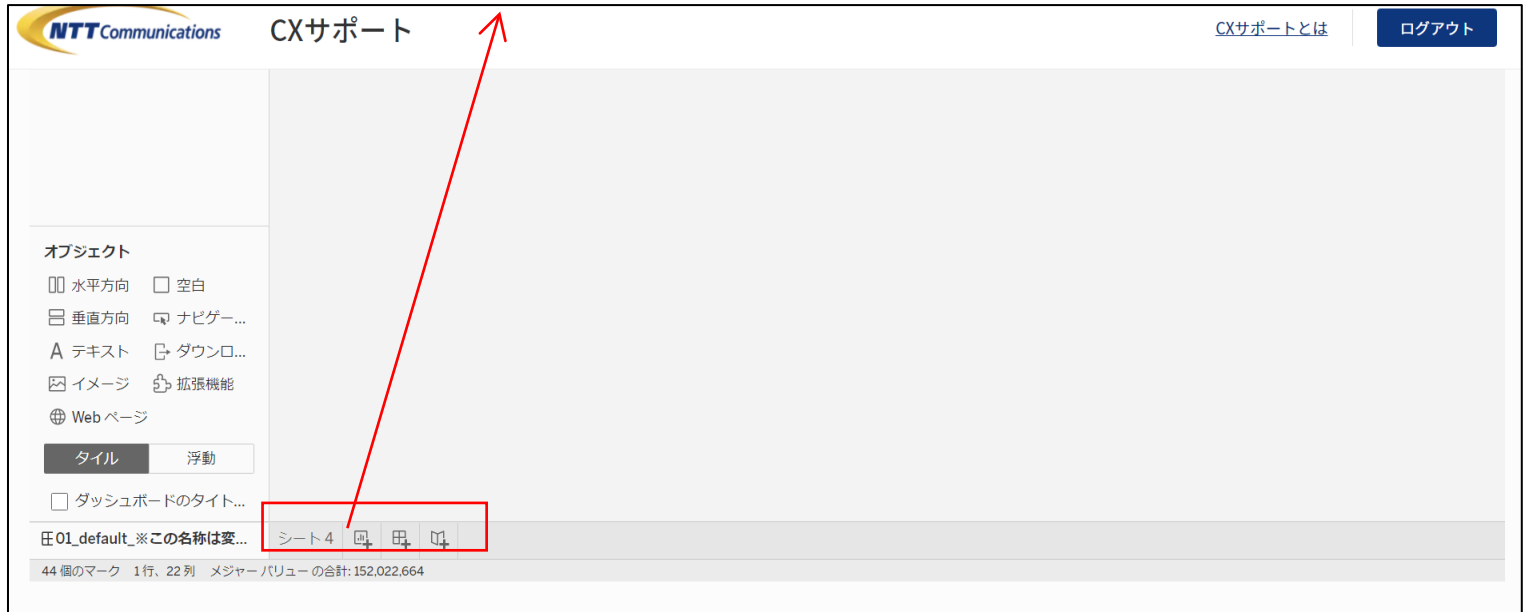 NTT Communications CXサポート CXサポートとは ログアウト
オブジェクト
水平方向 空白
垂直方向 ナビゲー...
A テキスト ダウンロ...
イメージ 拡張機能
Web ページ
タイル 浮動
ダッシュボードのタイト...
01_default_※この名称は変... シート 4
44 個のマーク 1 行、22 列 メジャー バリュー の合計: 152,022,664